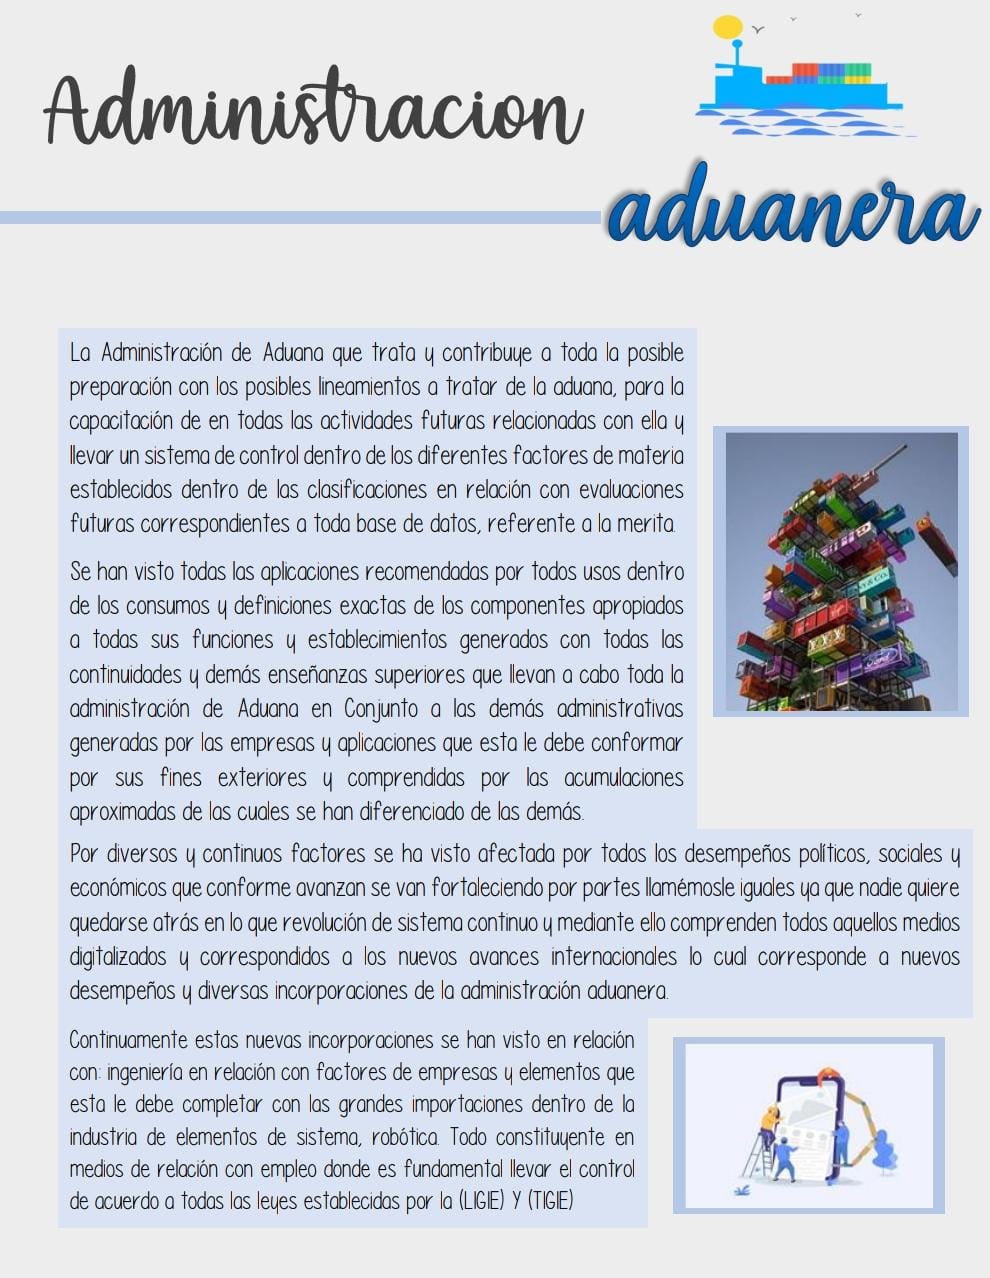 Administracion
aduanera
La Administración de Aduana que trata y contribuye a toda la posible
preparación con los posibles lineamientos a tratar de la aduana, para la
capacitación de en todas las actividades futuras relacionadas con ella y
llevar un sistema de control dentro de los diferentes factores de materia
establecidos dentro de las clasificaciones en relación con evaluaciones
futuras correspondientes a toda base de datos, referente a la merita.
Se han visto todas las aplicaciones recomendadas por todos usos dentro
de los consumos y definiciones exactas de los componentes apropiados
a todas sus funciones y establecimientos generados con todas las
continuidades y demás enseñanzas superiores que llevan a cabo toda la
administración de Aduana en Conjunto a las demás administrativas
generadas por las empresas y aplicaciones que esta le debe conformar
por sus fines exteriores y comprendidas por las acumulaciones
aproximadas de las cuales se han diferenciado de las demás.
Por diversos y continuos factores se ha visto afectada por todos los desempeños políticos, sociales y
económicos que conforme avanzan se van fortaleciendo por partes llamémosle iguales ya que nadie quiere
quedarse atrás en lo que revolución de sistema continuo y mediante ello comprenden todos aquellos medios
digitalizados y correspondidos a los nuevos avances internacionales lo cual corresponde a nuevos
desempeños y diversas incorporaciones de la administración aduanera.
Continuamente estas nuevas incorporaciones se han visto en relación
con: ingeniería en relación con factores de empresas y elementos que
esta le debe completar con las grandes importaciones dentro de la
industria de elementos de sistema, robótica. Todo constituyente en
medios de relación con empleo donde es fundamental llevar el control
de acuerdo a todas las leyes establecidas por la (LIGIE) Y (TIGIE)